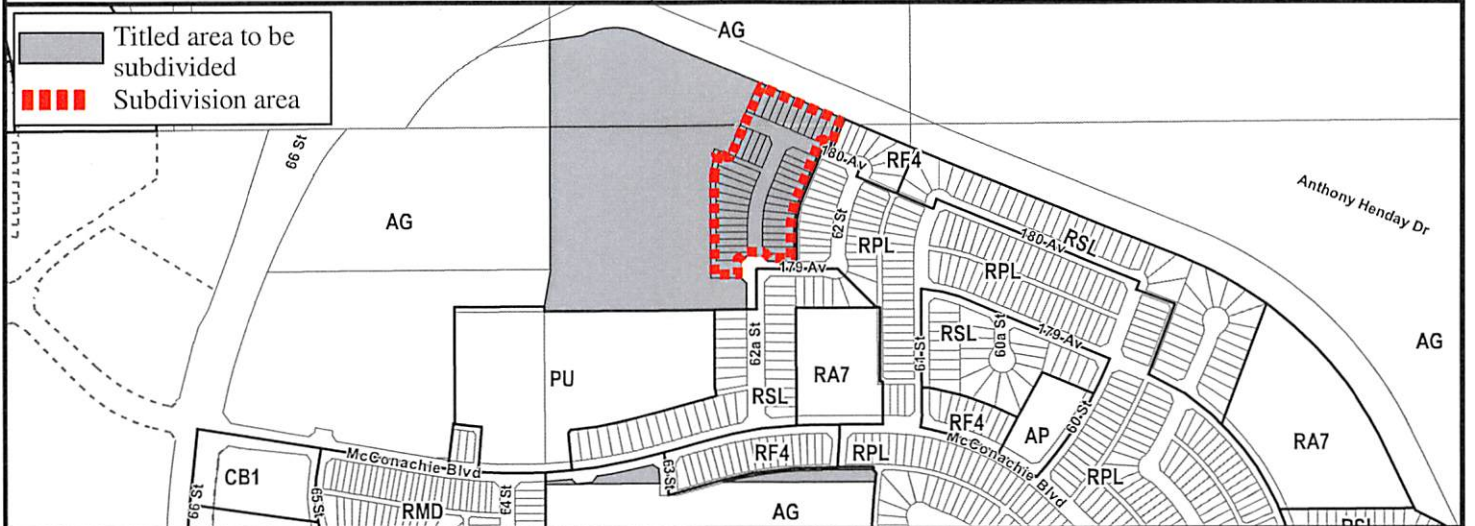 Titled area to be
subdivided
Subdivision area
AG
66 St
180-Av
RF4
Anthony Henday Dr
AG
62 St
RPL
180-Av
RSL
RPL
179-Av
AG
PU
62a St
RA7
61-St
RSL
60a St
179-Av
RSL
RF4
AP
60-St
RA7
McConachie Blvd
RF4
RPL
McConachie Blvd
RPL
CB1
66 St
65 St
RMD
64 St
63-St
AG
RSL